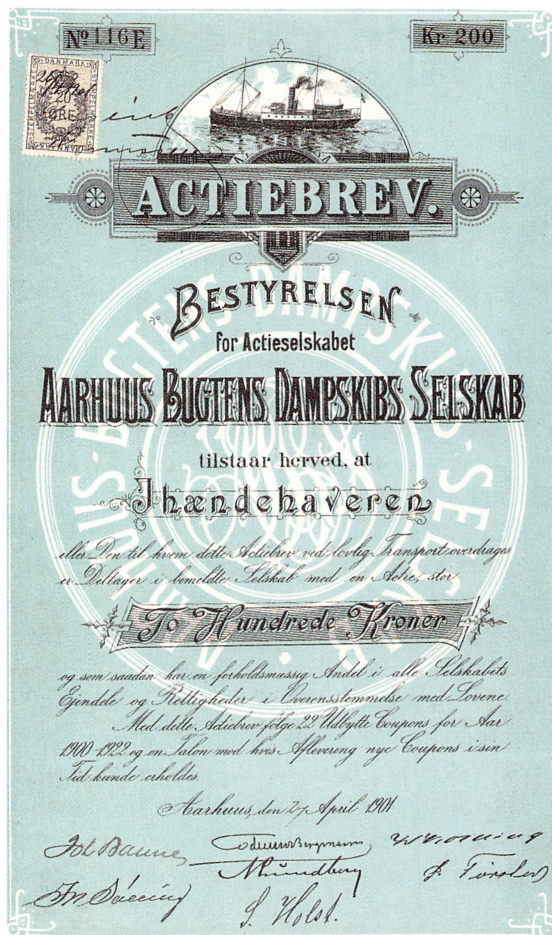 No 116E
Kr. 200
DANMARK
20
ØRE
ACTIEBREV.
BESTYRELSEN
for Actieselskabet
AARHUUS BUGTENS DAMPSKIBS SELSKAB
tilstaar herved, at
Ihændehaveren
eller Den til hvem dette Actiebrev ved lovlig Transport overdrages
er Deltager i bemeldte Selskab med en Actie, stor
To Hundrede Kroner
og som saadan har en forholdsmæssig Andel i alle Selskabets
Ejendele og Rettigheder i Overensstemmelse med Lovene.
Med dette Actiebrev følge 22 Udbytte Coupons for Aar
1900-1922 og en Talon mod hvis Aflevering nye Coupons i sin
Tid kunde erholdes.
Aarhuus, den 27 April 1901
S. Holst.